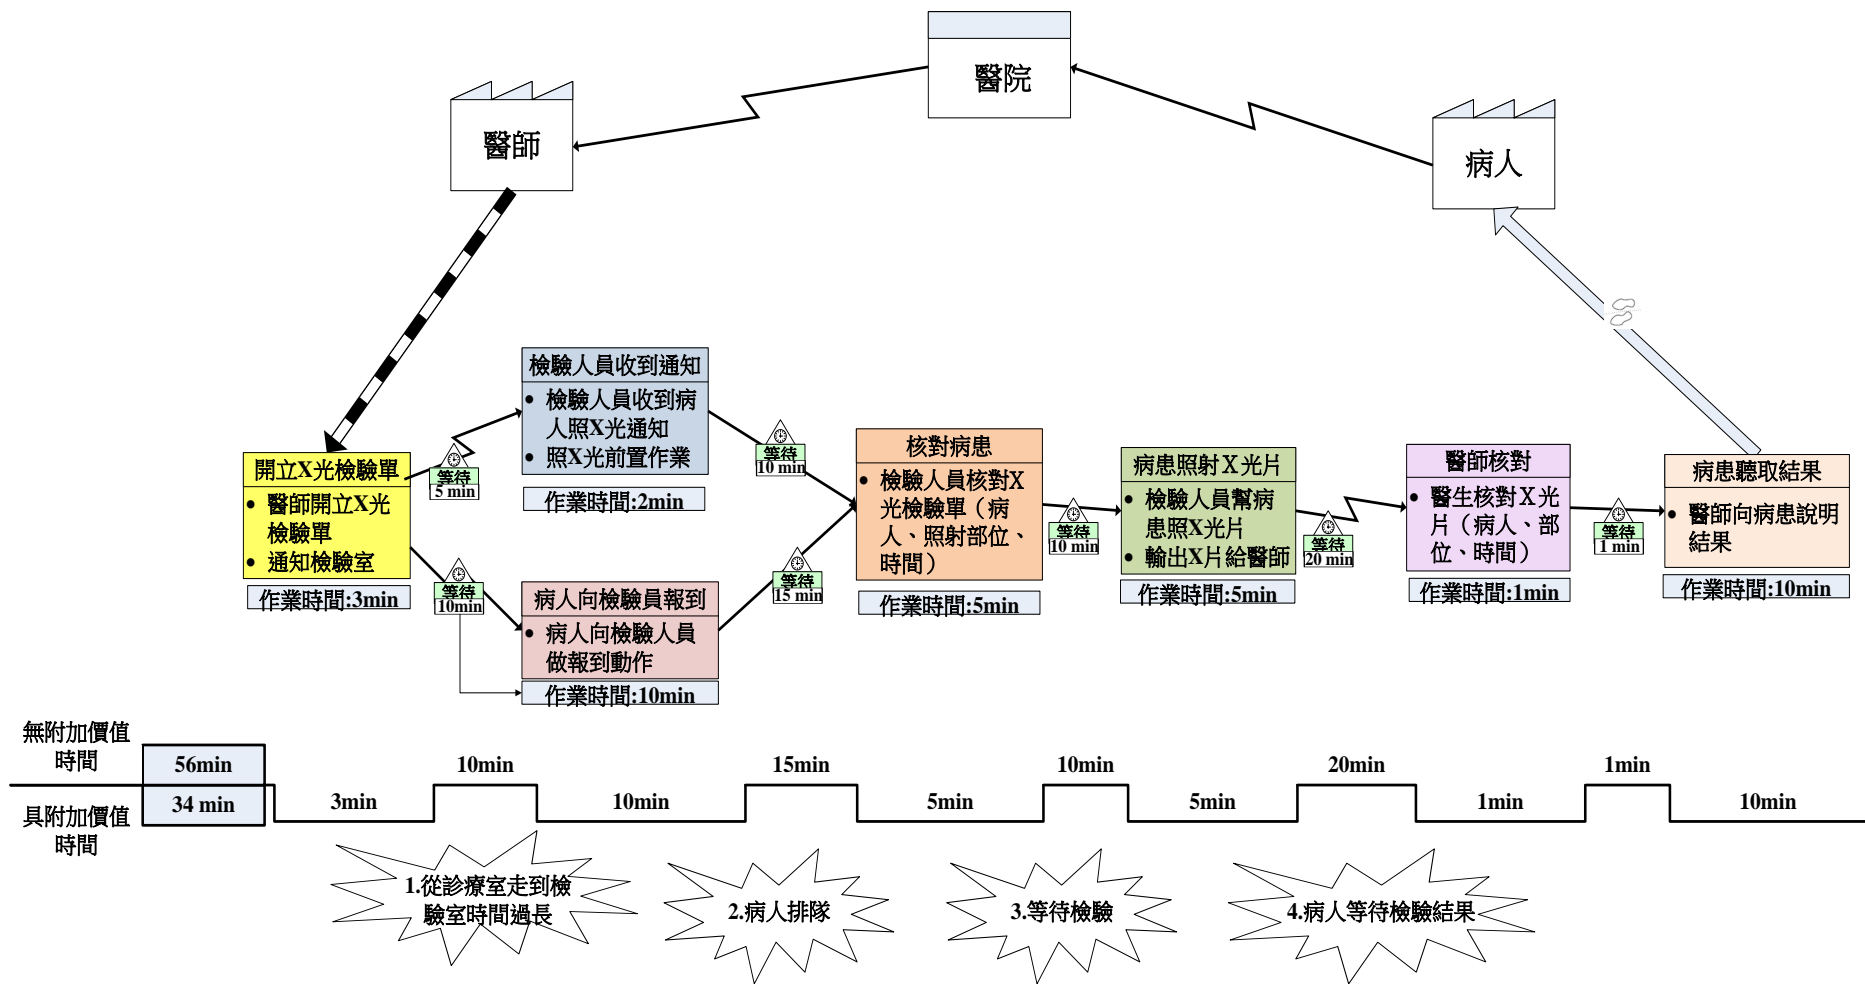 醫院
醫師
病人
檢驗人員收到通知
• 檢驗人員收到病
人照X光通知
• 照X光前置作業
作業時間:2min
等待
5 min
等待
10 min
開立X光檢驗單
• 醫師開立X光
檢驗單
• 通知檢驗室
作業時間:3min
等待
10min
病人向檢驗員報到
• 病人向檢驗人員
做報到動作
作業時間:10min
等待
15 min
核對病患
• 檢驗人員核對X
光檢驗單（病
人、照射部位、
時間）
作業時間:5min
等待
10 min
病患照射X光片
• 檢驗人員幫病
患照X光片
• 輸出X片給醫師
作業時間:5min
等待
20 min
醫師核對
• 醫生核對X光
片（病人、部
位、時間）
作業時間:1min
等待
1 min
病患聽取結果
• 醫師向病患說明
結果
作業時間:10min
無附加價值
時間
56min
10min
15min
10min
20min
1min
具附加價值
時間
34 min
3min
10min
5min
5min
1min
10min
1.從診療室走到檢
驗室時間過長
2.病人排隊
3.等待檢驗
4.病人等待檢驗結果